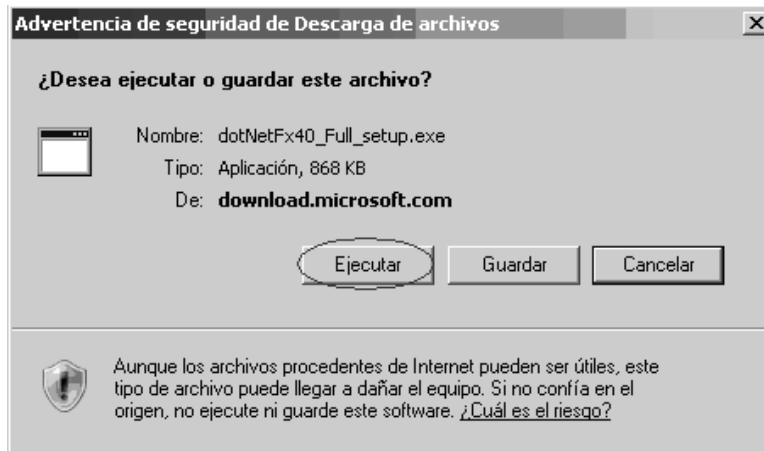 Advertencia de seguridad de Descarga de archivos
¿Desea ejecutar o guardar este archivo?
Nombre: dotNetFx40_Full_setup.exe
Tipo: Aplicación, 868 KB
De: download.microsoft.com
Ejecutar Guardar Cancelar
Aunque los archivos procedentes de Internet pueden ser útiles, este
tipo de archivo puede llegar a dañar el equipo. Si no confía en el
origen, no ejecute ni guarde este software. ¿Cuál es el riesgo?